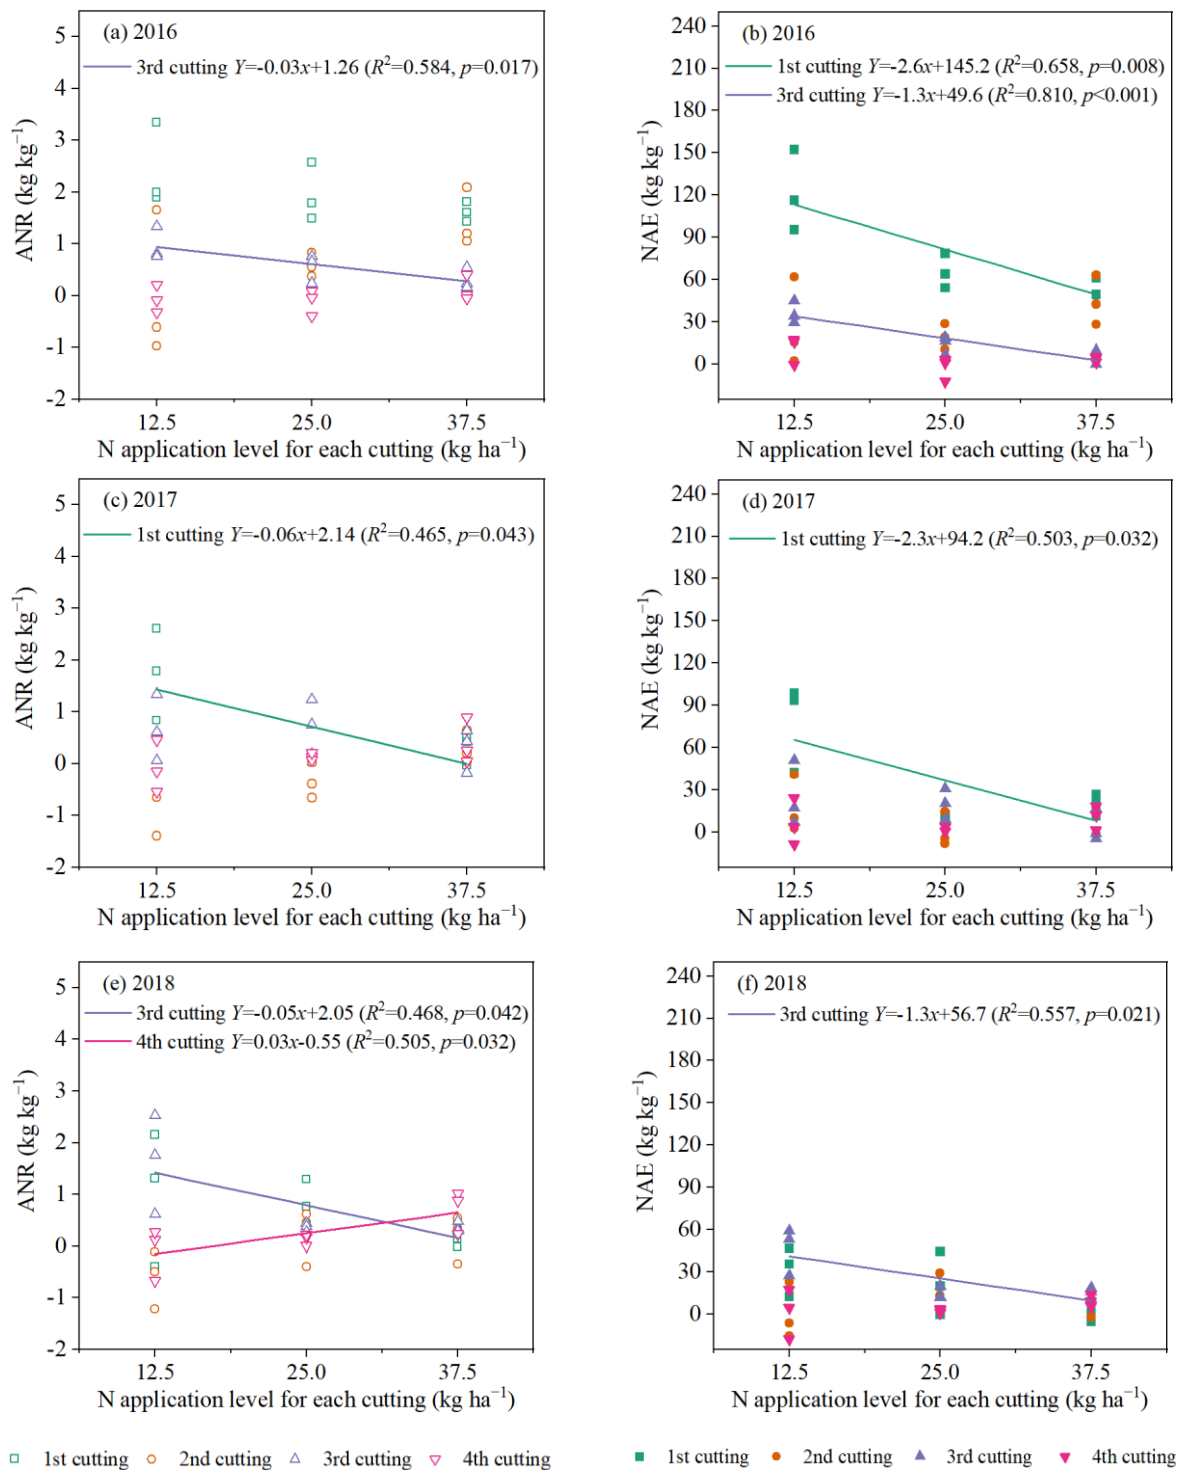 (a) 2016
3rd cutting Y=-0.03x+1.26 (R²=0.584, p=0.017)
ANR (kg kg⁻¹)
5
4
3
2
1
0
-1
-2
12.5 25.0 37.5
N application level for each cutting (kg ha⁻¹)
(b) 2016
1st cutting Y=-2.6x+145.2 (R²=0.658, p=0.008)
3rd cutting Y=-1.3x+49.6 (R²=0.810, p<0.001)
NAE (kg kg⁻¹)
240
210
180
150
120
90
60
30
0
12.5 25.0 37.5
N application level for each cutting (kg ha⁻¹)
(c) 2017
1st cutting Y=-0.06x+2.14 (R²=0.465, p=0.043)
ANR (kg kg⁻¹)
5
4
3
2
1
0
-1
-2
12.5 25.0 37.5
N application level for each cutting (kg ha⁻¹)
(d) 2017
1st cutting Y=-2.3x+94.2 (R²=0.503, p=0.032)
NAE (kg kg⁻¹)
240
210
180
150
120
90
60
30
0
12.5 25.0 37.5
N application level for each cutting (kg ha⁻¹)
(e) 2018
3rd cutting Y=-0.05x+2.05 (R²=0.468, p=0.042)
4th cutting Y=0.03x-0.55 (R²=0.505, p=0.032)
ANR (kg kg⁻¹)
5
4
3
2
1
0
-1
-2
12.5 25.0 37.5
N application level for each cutting (kg ha⁻¹)
(f) 2018
3rd cutting Y=-1.3x+56.7 (R²=0.557, p=0.021)
NAE (kg kg⁻¹)
240
210
180
150
120
90
60
30
0
12.5 25.0 37.5
N application level for each cutting (kg ha⁻¹)
1st cutting 2nd cutting 3rd cutting 4th cutting
1st cutting 2nd cutting 3rd cutting 4th cutting